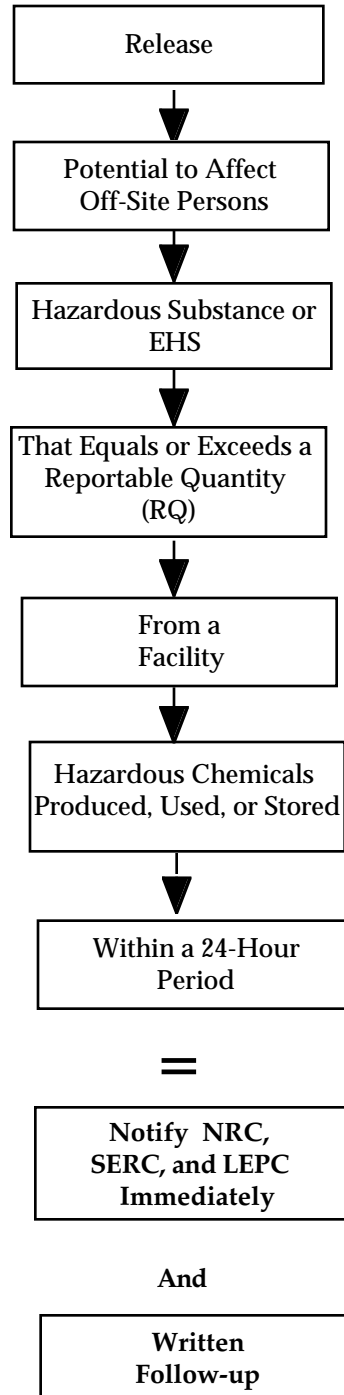 Release
Potential to Affect
Off-Site Persons
Hazardous Substance or
EHS
That Equals or Exceeds a
Reportable Quantity
(RQ)
From a
Facility
Hazardous Chemicals
Produced, Used, or Stored
Within a 24-Hour
Period
=
Notify NRC,
SERC, and LEPC
Immediately
And
Written
Follow-up